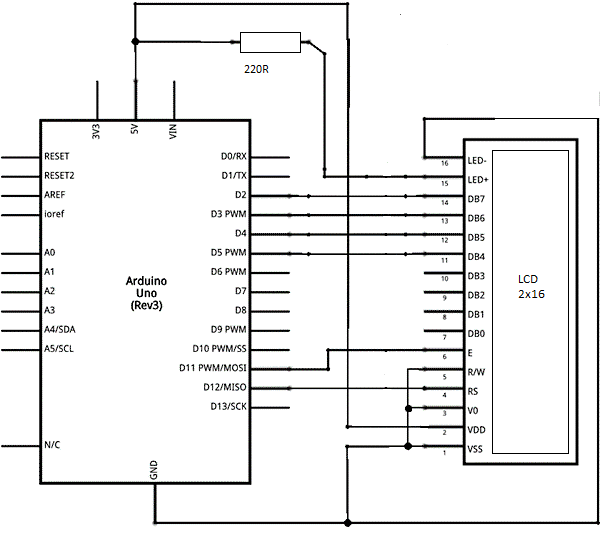 220R
3V3
5V
VIN
RESET
RESET2
AREF
ioref
A0
A1
A2
A3
A4/SDA
A5/SCL
N/C
Arduino
Uno
(Rev3)
D0/RX
D1/TX
D2
D3 PWM
D4
D5 PWM
D6 PWM
D7
D8
D9 PWM
D10 PWM/SS
D11 PWM/MOSI
D12/MISO
D13/SCK
GND
16 LED-
15 LED+
14 DB7
13 DB6
12 DB5
11 DB4
10 DB3
9 DB2
8 DB1
7 DB0
6 E
5 R/W
4 RS
3 V0
2 VDD
1 VSS
LCD
2x16